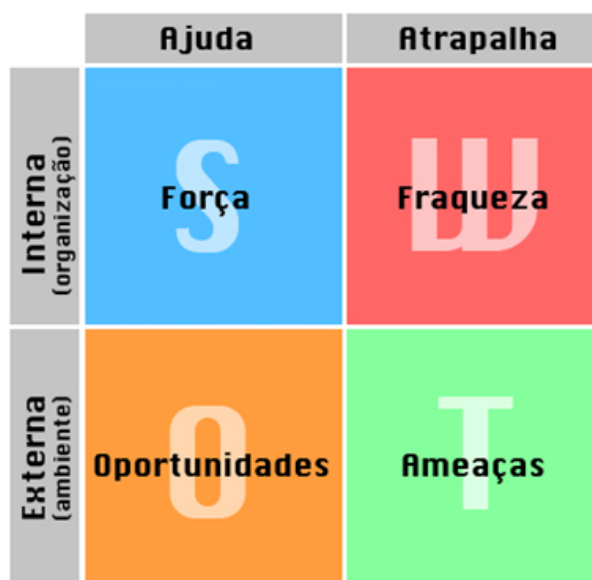 Ajuda
Atrapalha
Interna
(organização)
S
Força
W
Fraqueza
Externa
(ambiente)
O
Oportunidades
T
Ameaças